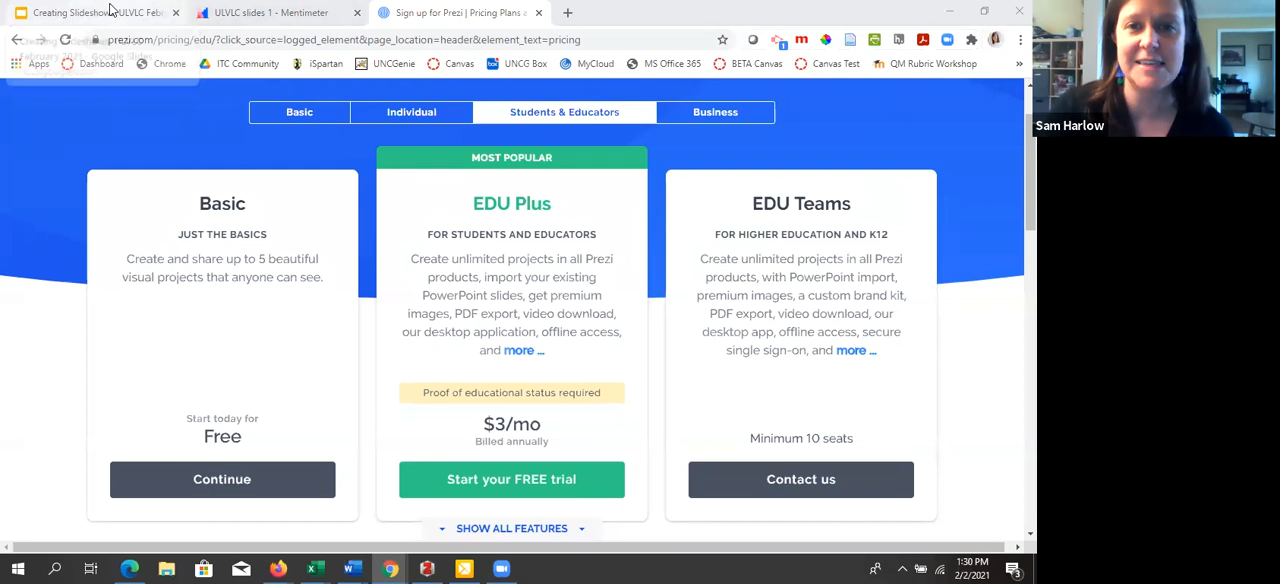 Creating Slideshow ULVLC Febr
ULVLC slides 1 - Mentimeter
Sign up for Prezi | Pricing Plans a
prezi.com/pricing/edu/?click_source=logged_element&page_location=header&element_text=pricing
Apps
Dashboard
Chrome
ITC Community
iSpartan
UNCGenie
Canvas
UNCG Box
MyCloud
MS Office 365
BETA Canvas
Canvas Test
QM Rubric Workshop
Basic
Individual
Students & Educators
Business
Sam Harlow
MOST POPULAR
Basic
JUST THE BASICS
Create and share up to 5 beautiful
visual projects that anyone can see.
Start today for
Free
Continue
EDU Plus
FOR STUDENTS AND EDUCATORS
Create unlimited projects in all Prezi
products, import your existing
PowerPoint slides, get premium
images, PDF export, video download,
our desktop application, offline access,
and more ...
Proof of educational status required
$3/mo
Billed annually
Start your FREE trial
EDU Teams
FOR HIGHER EDUCATION AND K12
Create unlimited projects in all Prezi
products, with PowerPoint import,
premium images, a custom brand kit,
PDF export, video download, our
desktop app, offline access, secure
single sign-on, and more ...
Minimum 10 seats
Contact us
SHOW ALL FEATURES
1:30 PM
2/2/2021